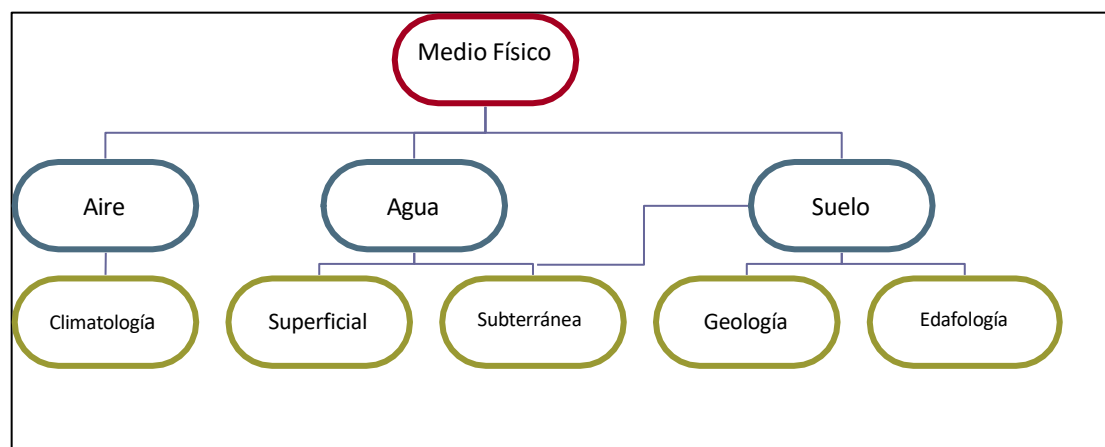 Medio Físico
Aire
Agua
Suelo
Climatología
Superficial
Subterránea
Geología
Edafología